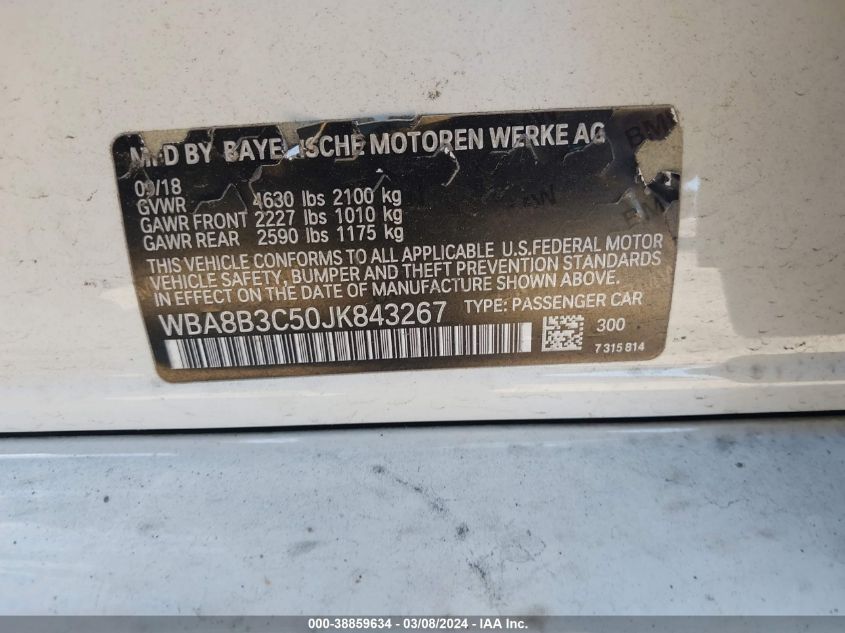 MFD BY BAYERISCHE MOTOREN WERKE AG
09/18
GVWR 4630 lbs 2100 kg
GAWR FRONT 2227 lbs 1010 kg
GAWR REAR 2590 lbs 1175 kg
THIS VEHICLE CONFORMS TO ALL APPLICABLE U.S.FEDERAL MOTOR
VEHICLE SAFETY, BUMPER AND THEFT PREVENTION STANDARDS
IN EFFECT ON THE DATE OF MANUFACTURE SHOWN ABOVE.
WBA8B3C50JK843267 TYPE: PASSENGER CAR
300
7 315 814
BMW
BMW
000-38859634 - 03/08/2024 - IAA Inc.